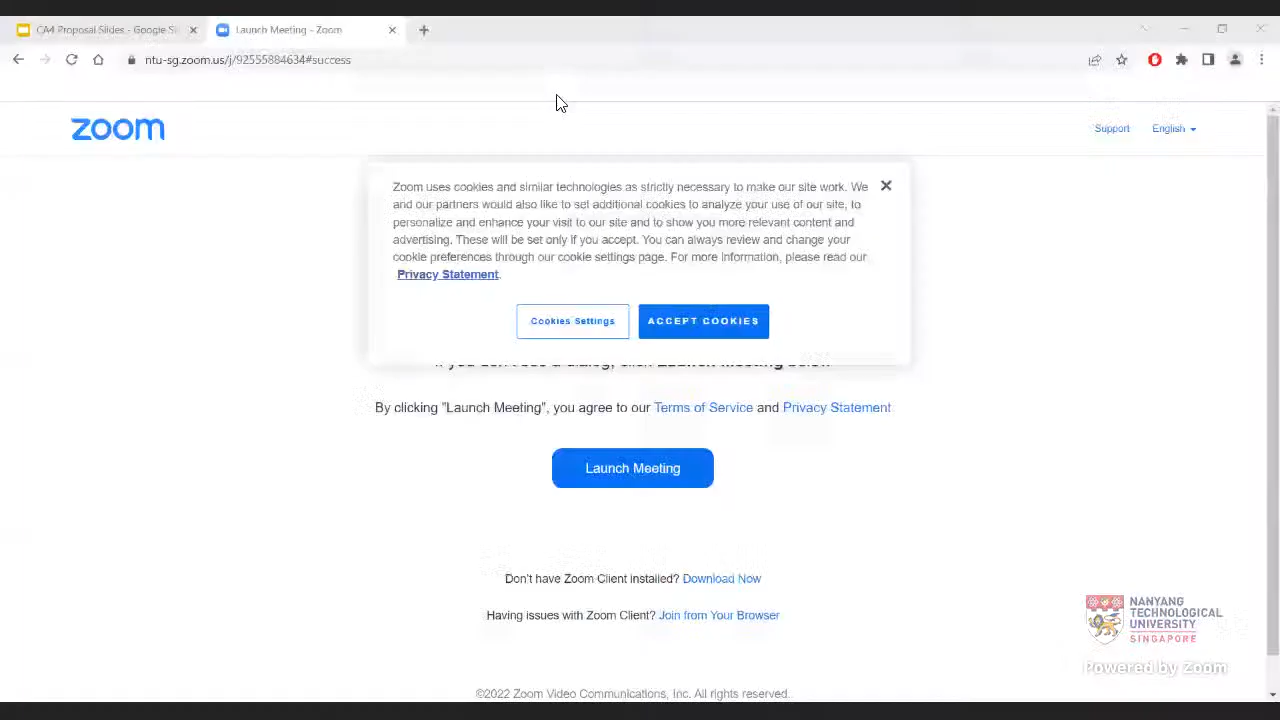 CA4 Proposal Slides - Google Sl
Launch Meeting - Zoom
ntu-sg.zoom.us/j/92555884634#success
zoom
Support
English
Zoom uses cookies and similar technologies as strictly necessary to make our site work. We
and our partners would also like to set additional cookies to analyze your use of our site, to
personalize and enhance your visit to our site and to show you more relevant content and
advertising. These will be set only if you accept. You can always review and change your
cookie preferences through our cookie settings page. For more information, please read our
Privacy Statement.
Cookies Settings
ACCEPT COOKIES
By clicking "Launch Meeting", you agree to our Terms of Service and Privacy Statement
Launch Meeting
Don't have Zoom Client installed? Download Now
Having issues with Zoom Client? Join from Your Browser
©2022 Zoom Video Communications, Inc. All rights reserved.
NANYANG
TECHNOLOGICAL
UNIVERSITY
SINGAPORE
Powered by Zoom